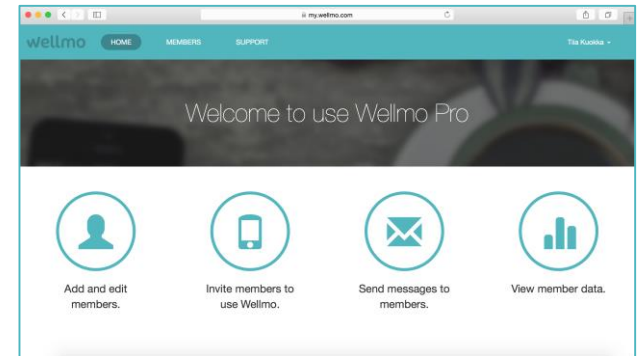 my.wellmo.com
wellmo HOME MEMBERS SUPPORT Tiia Kuokka
Welcome to use Wellmo Pro
Add and edit
members.
Invite members to
use Wellmo.
Send messages to
members.
View member data.